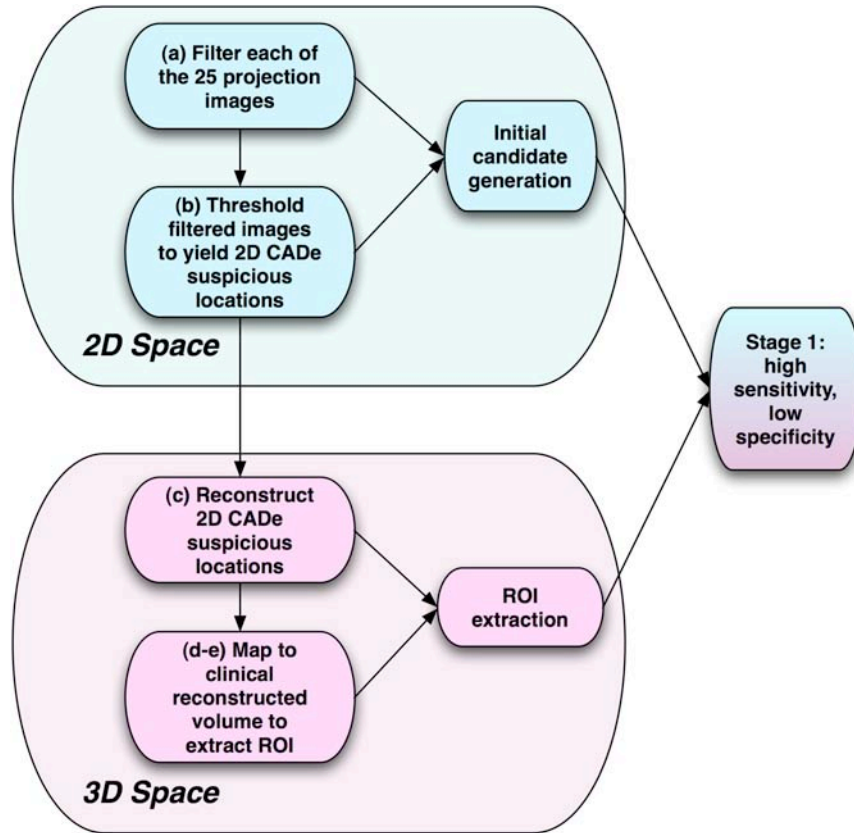 (a) Filter each of
the 25 projection
images
Initial
candidate
generation
(b) Threshold
filtered images
to yield 2D CADe
suspicious
locations
2D Space
Stage 1:
high
sensitivity,
low
specificity
(c) Reconstruct
2D CADe
suspicious
locations
ROI
extraction
(d-e) Map to
clinical
reconstructed
volume to
extract ROI
3D Space